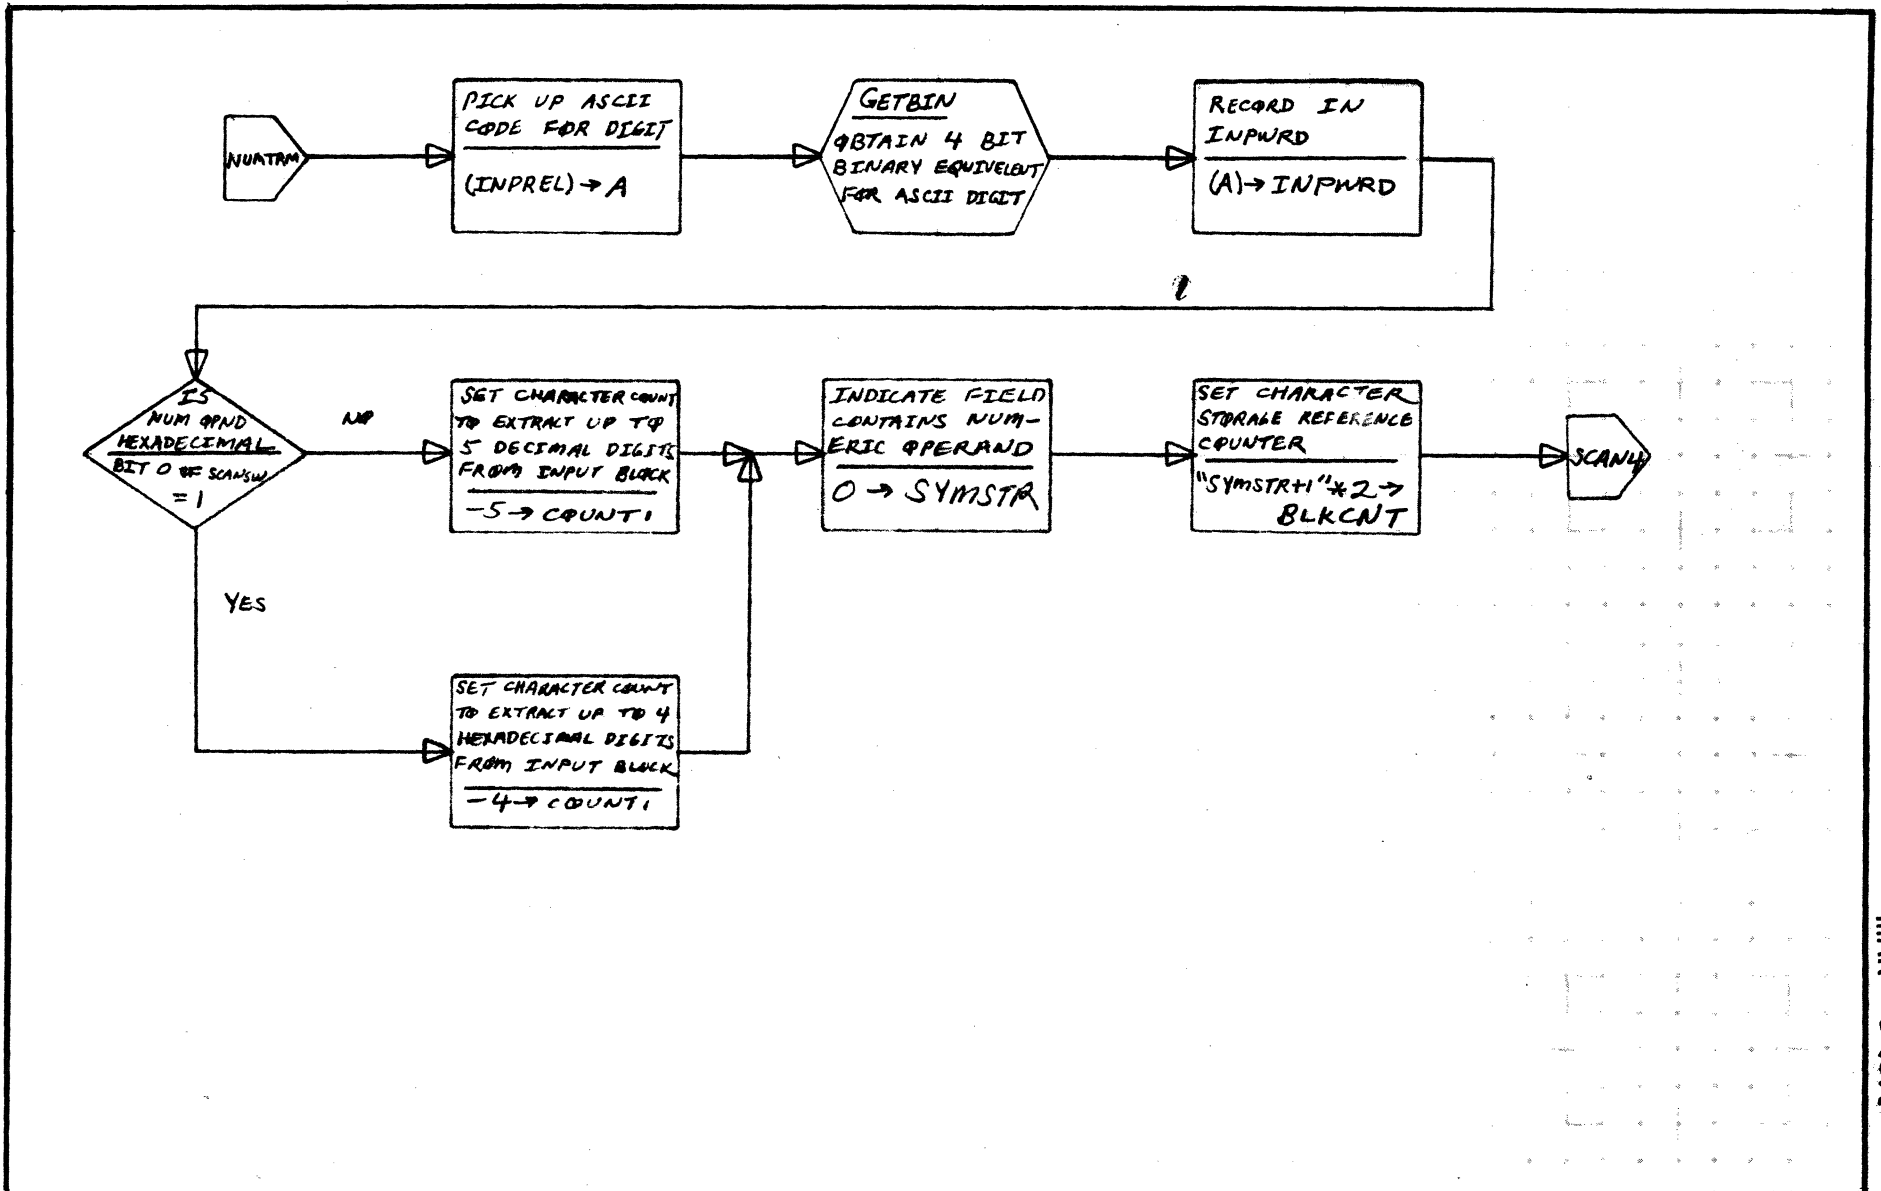 NUMTRM
PICK UP ASCII
CODE FOR DIGIT
(INPREL) → A
GETBIN
OBTAIN 4 BIT
BINARY EQUIVELENT
FOR ASCII DIGIT
RECORD IN
INPWRD
(A) → INPWRD
IS
NUM OPND
HEXADECIMAL
BIT 0 OF SCANSW
= 1
NO
YES
SET CHARACTER COUNT
TO EXTRACT UP TO
5 DECIMAL DIGITS
FROM INPUT BLOCK
-5 → COUNT1
INDICATE FIELD
CONTAINS NUM-
ERIC OPERAND
0 → SYMSTR
SET CHARACTER
STORAGE REFERENCE
COUNTER
"SYMSTR+1"*2→
BLKCNT
SCAN4
SET CHARACTER COUNT
TO EXTRACT UP TO 4
HEXADECIMAL DIGITS
FROM INPUT BLOCK
-4 → COUNT1